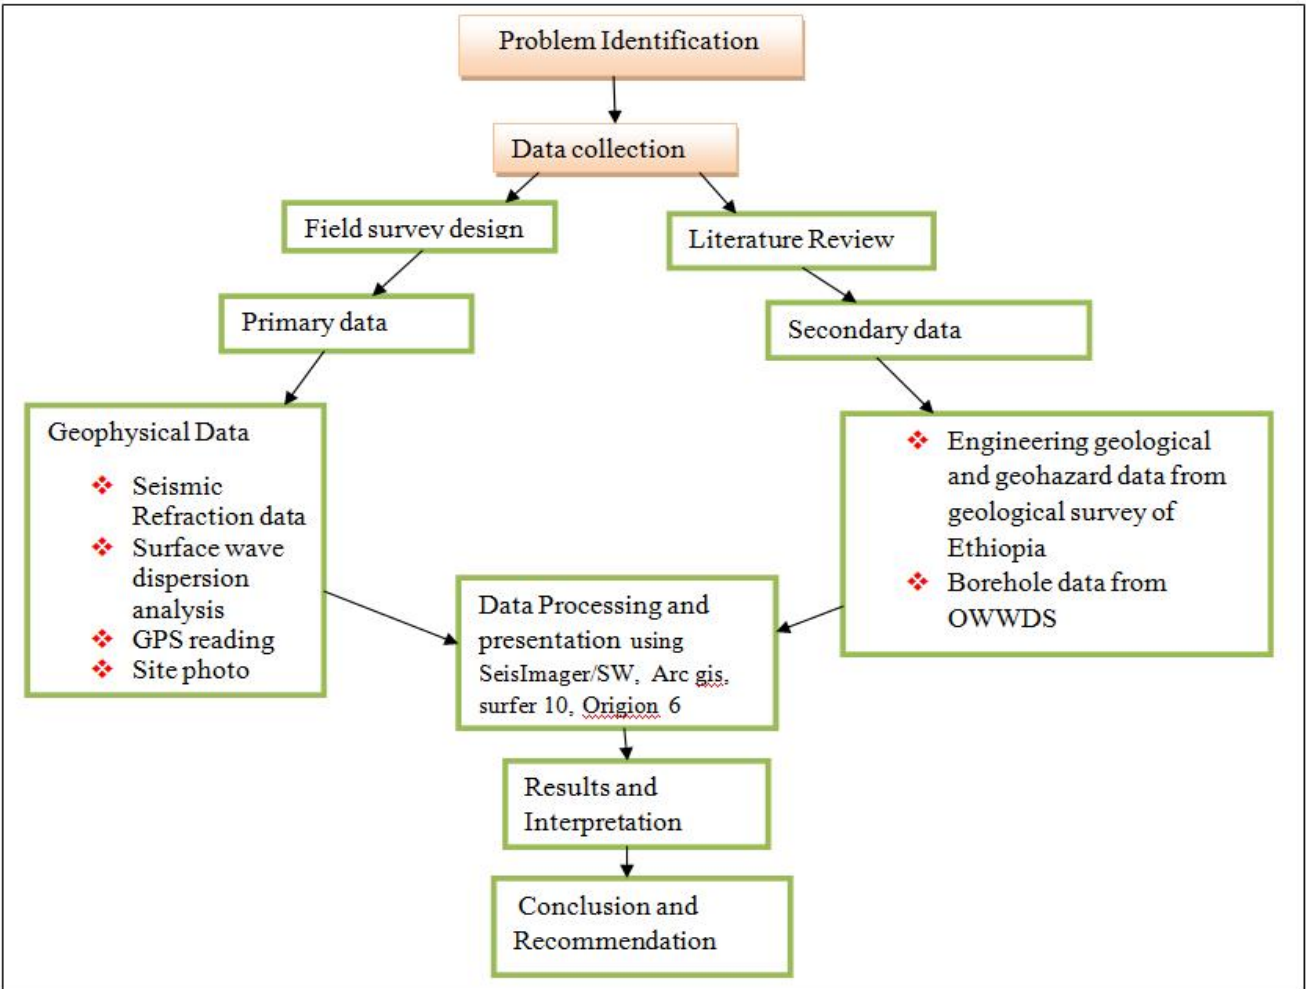 Problem Identification
Data collection
Field survey design
Literature Review
Primary data
Secondary data
Geophysical Data
Seismic
Refraction data
Surface wave
dispersion
analysis
GPS reading
Site photo
Engineering geological
and geohazard data from
geological survey of
Ethiopia
Borehole data from
OWWDS
Data Processing and
presentation using
SeisImager/SW, Arc gis,
surfer 10, Origion 6
Results and
Interpretation
Conclusion and
Recommendation